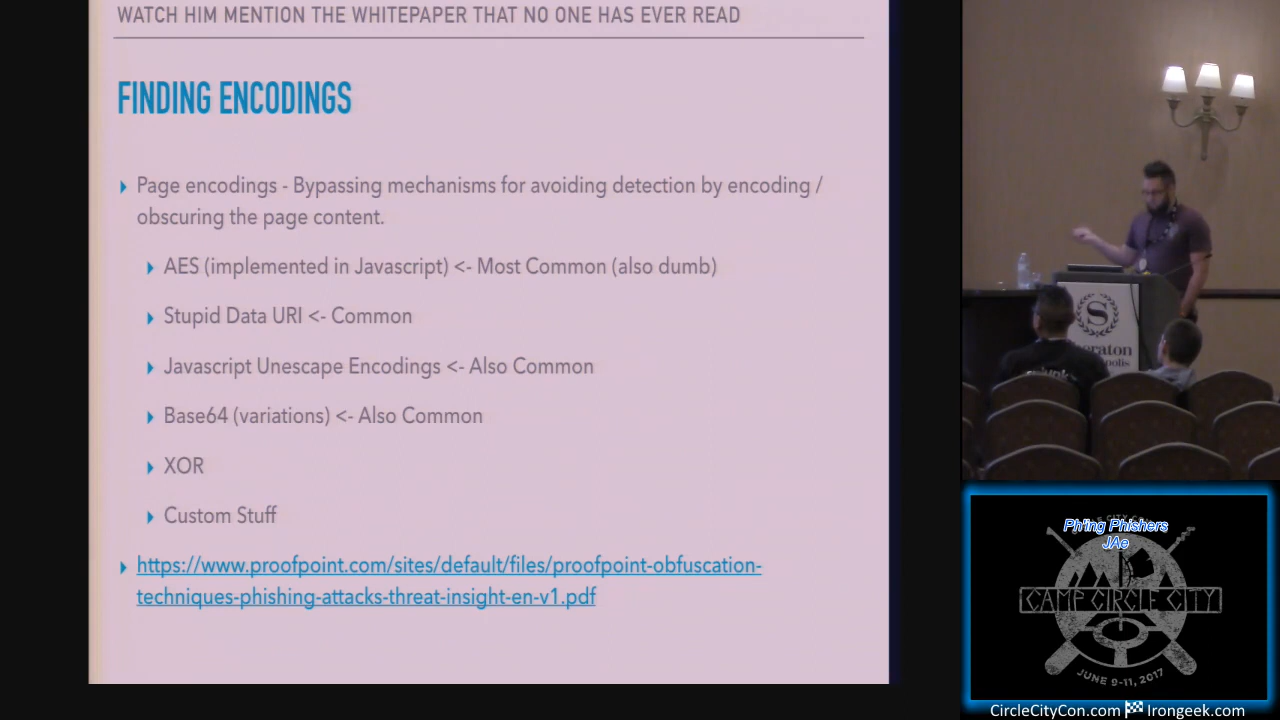 WATCH HIM MENTION THE WHITEPAPER THAT NO ONE HAS EVER READ
FINDING ENCODINGS
Page encodings - Bypassing mechanisms for avoiding detection by encoding /
obscuring the page content.
AES (implemented in Javascript) <- Most Common (also dumb)
Stupid Data URI <- Common
Javascript Unescape Encodings <- Also Common
Base64 (variations) <- Also Common
XOR
Custom Stuff
https://www.proofpoint.com/sites/default/files/proofpoint-obfuscation-
techniques-phishing-attacks-threat-insight-en-v1.pdf
S
Ph'ing Phishers
JAe
CAMP CIRCLE CITY
JUNE 9-11, 2017
CircleCityCon.com Irongeek.com